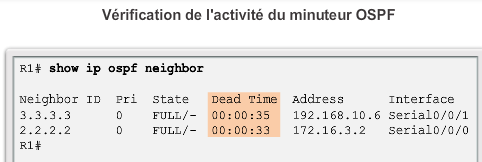 Vérification de l'activité du minuteur OSPF
R1# show ip ospf neighbor
Neighbor ID Pri State Dead Time Address Interface
3.3.3.3 0 FULL/- 00:00:35 192.168.10.6 Serial0/0/1
2.2.2.2 0 FULL/- 00:00:33 172.16.3.2 Serial0/0/0
R1#